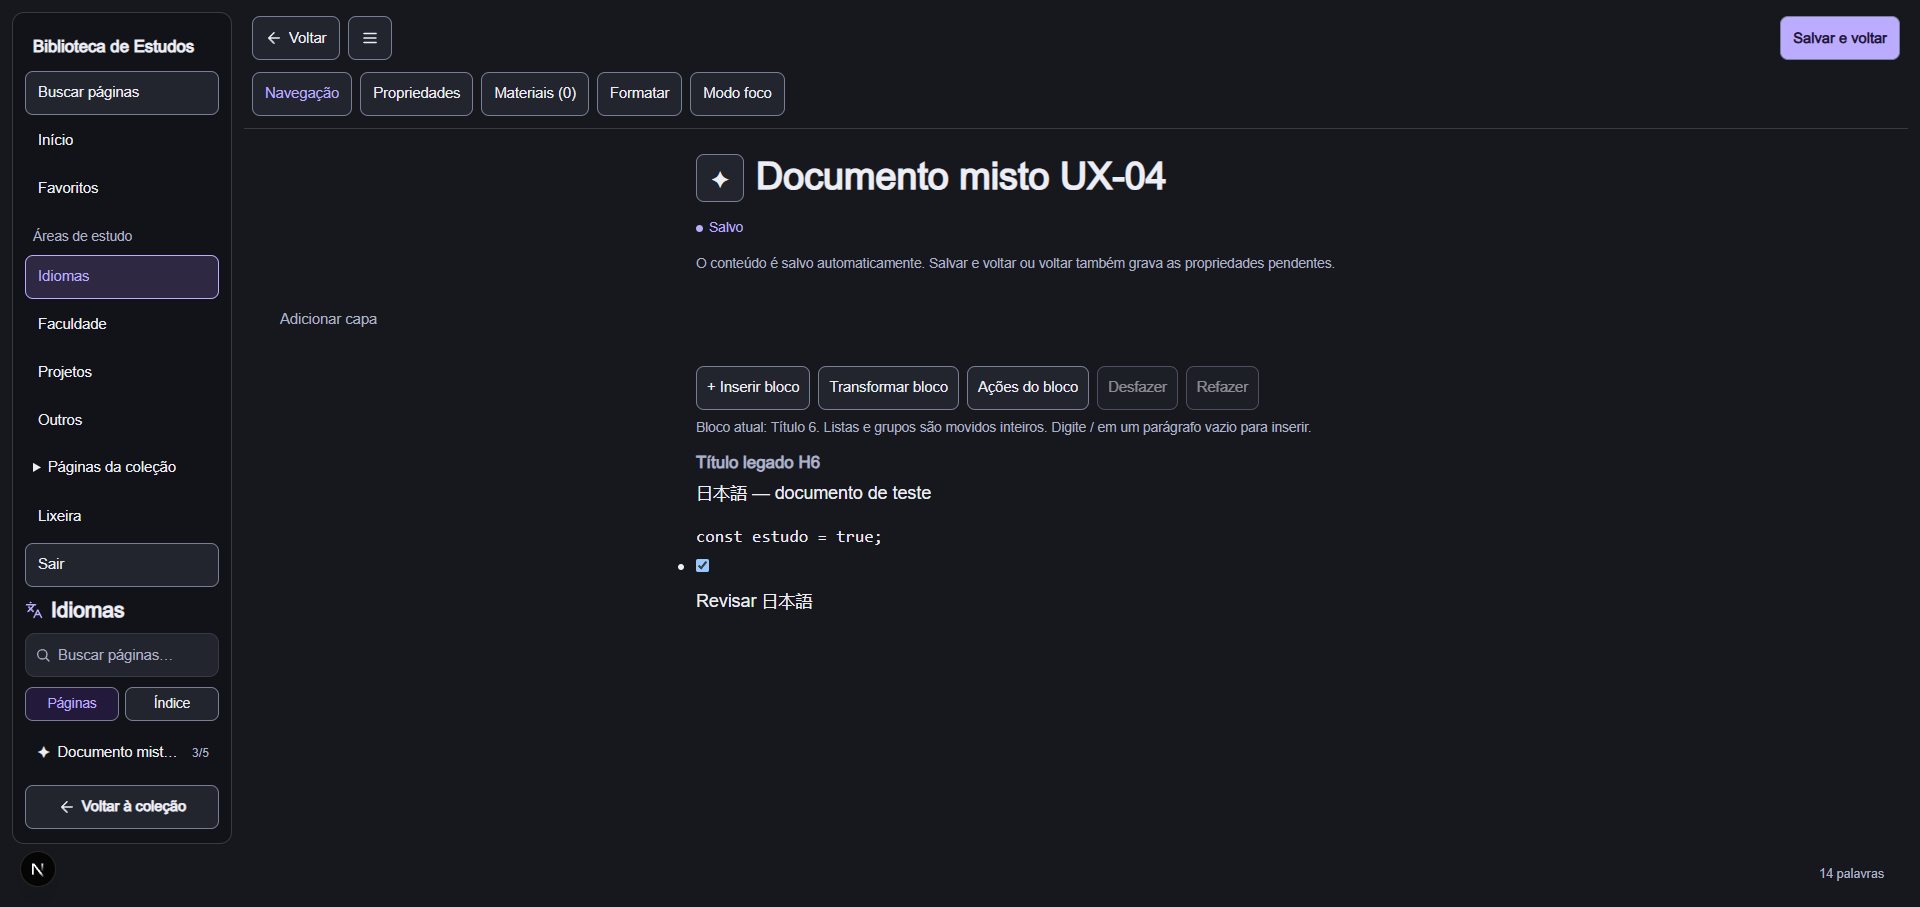 Biblioteca de Estudos
Buscar páginas
Início
Favoritos
Áreas de estudo
Idiomas
Faculdade
Projetos
Outros
▶ Páginas da coleção
Lixeira
Sair
Idiomas
Buscar páginas…
Páginas Índice
✦ Documento mist… 3/5
← Voltar à coleção
N
← Voltar
Salvar e voltar
Navegação Propriedades Materiais (0) Formatar Modo foco
✦ Documento misto UX-04
● Salvo
O conteúdo é salvo automaticamente. Salvar e voltar ou voltar também grava as propriedades pendentes.
Adicionar capa
+ Inserir bloco Transformar bloco Ações do bloco Desfazer Refazer
Bloco atual: Título 6. Listas e grupos são movidos inteiros. Digite / em um parágrafo vazio para inserir.
Título legado H6
日本語 — documento de teste
const estudo = true;
Revisar 日本語
14 palavras